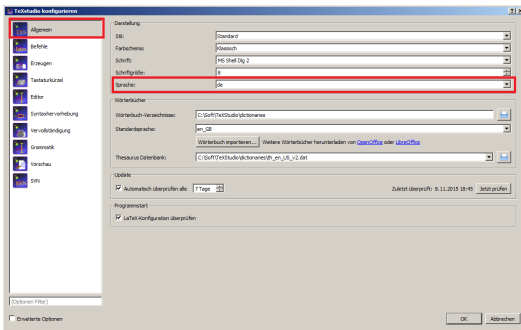 TeXstudio konfigurieren
Allgemein
Befehle
Erzeugen
Tastaturkürzel
Editor
Syntaxhervorhebung
Vervollständigung
Grammatik
Vorschau
SVN
[Optionen Filter]
Erweiterte Optionen
Darstellung
Stil: Standard
Farbschema: Klassisch
Schrift: MS Shell Dlg 2
Schriftgröße: 8
Sprache: de
Wörterbücher
Wörterbuch-Verzeichnisse: C:\Soft\TeXStudio\dictionaries
Standardsprache: en_GB
Wörterbuch importieren... Weitere Wörterbücher herunterladen von OpenOffice oder LibreOffice
Thesaurus Datenbank: C:\Soft\TeXStudio\dictionaries\th_en_US_v2.dat
Update
Automatisch überprüfen alle 7 Tage Zuletzt überprüft: 8.11.2015 18:45 Jetzt prüfen
Programmstart
LaTeX-Konfiguration überprüfen
OK Abbrechen